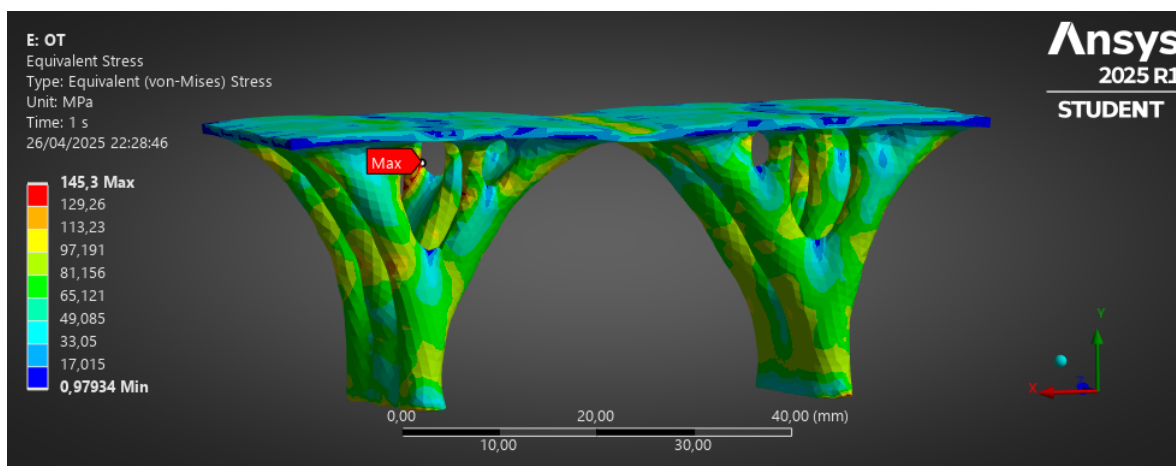 E: OT
Equivalent Stress
Type: Equivalent (von-Mises) Stress
Unit: MPa
Time: 1 s
26/04/2025 22:28:46
145,3 Max
129,26
113,23
97,191
81,156
65,121
49,085
33,05
17,015
0,97934 Min
Max
Ansys
2025 R1
STUDENT
Y
X
0,00 20,00 40,00 (mm)
10,00 30,00